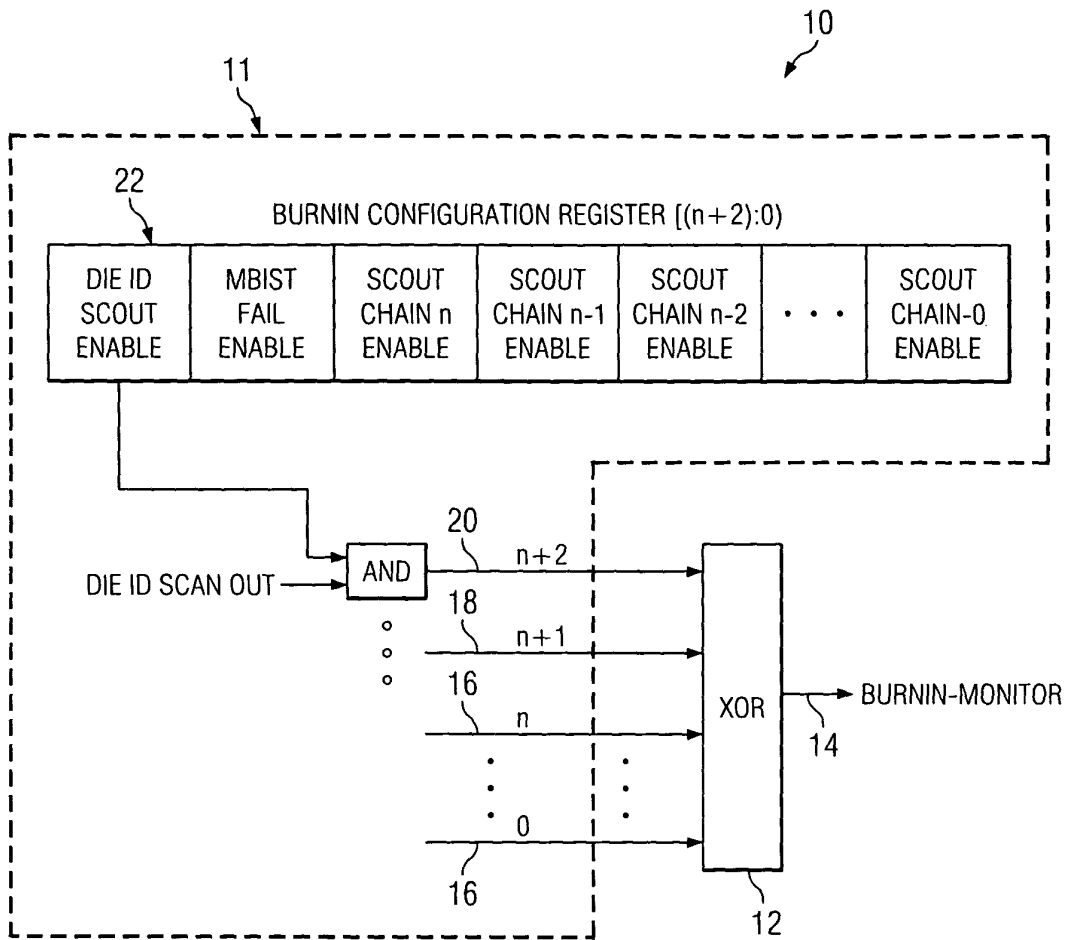 10
11
22
BURNIN CONFIGURATION REGISTER [(n+2):0)
DIE ID
SCOUT
ENABLE
MBIST
FAIL
ENABLE
SCOUT
CHAIN n
ENABLE
SCOUT
CHAIN n-1
ENABLE
SCOUT
CHAIN n-2
ENABLE
• • •
SCOUT
CHAIN-0
ENABLE
20
n+2
AND
DIE ID SCAN OUT
18
n+1
16
n
XOR
BURNIN-MONITOR
14
0
16
12